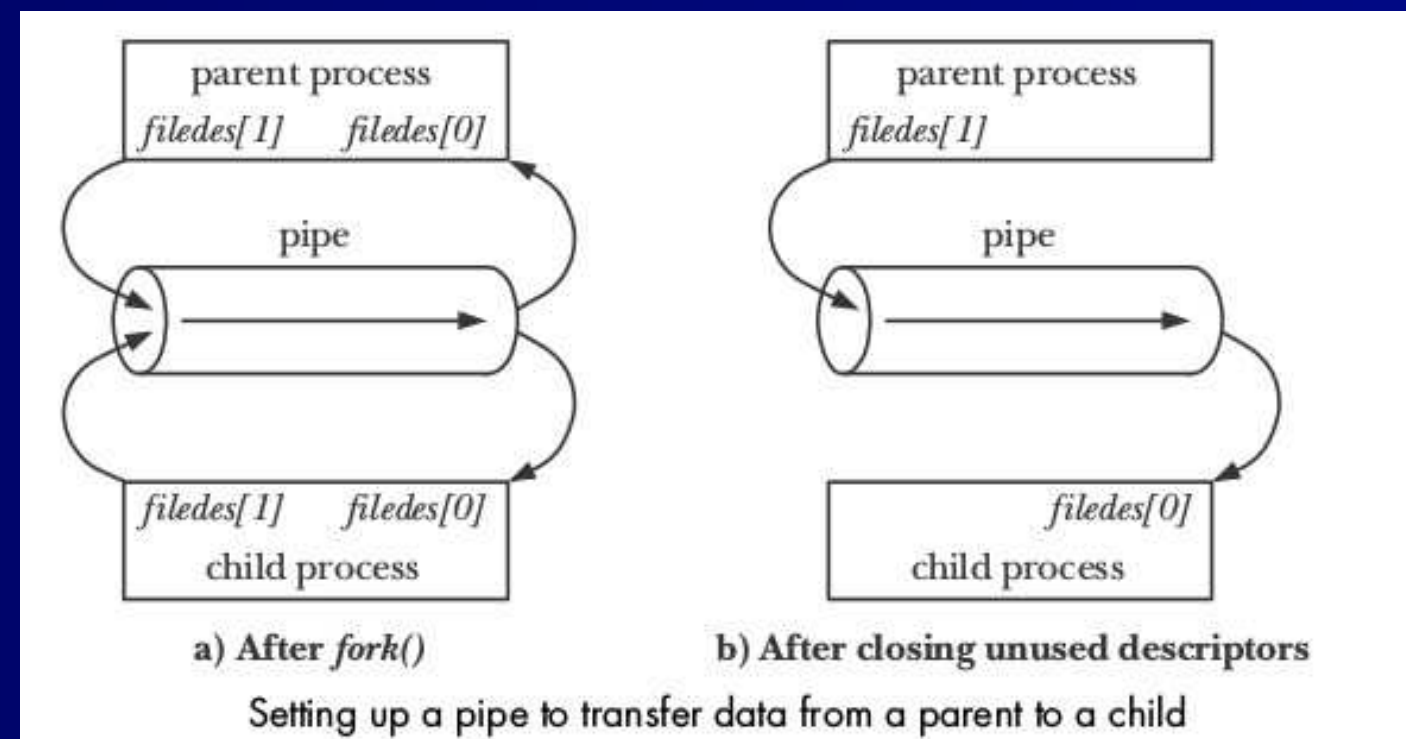 parent process
filedes[1] filedes[0]
pipe
filedes[1] filedes[0]
child process
a) After fork()
parent process
filedes[1]
pipe
filedes[0]
child process
b) After closing unused descriptors
Setting up a pipe to transfer data from a parent to a child